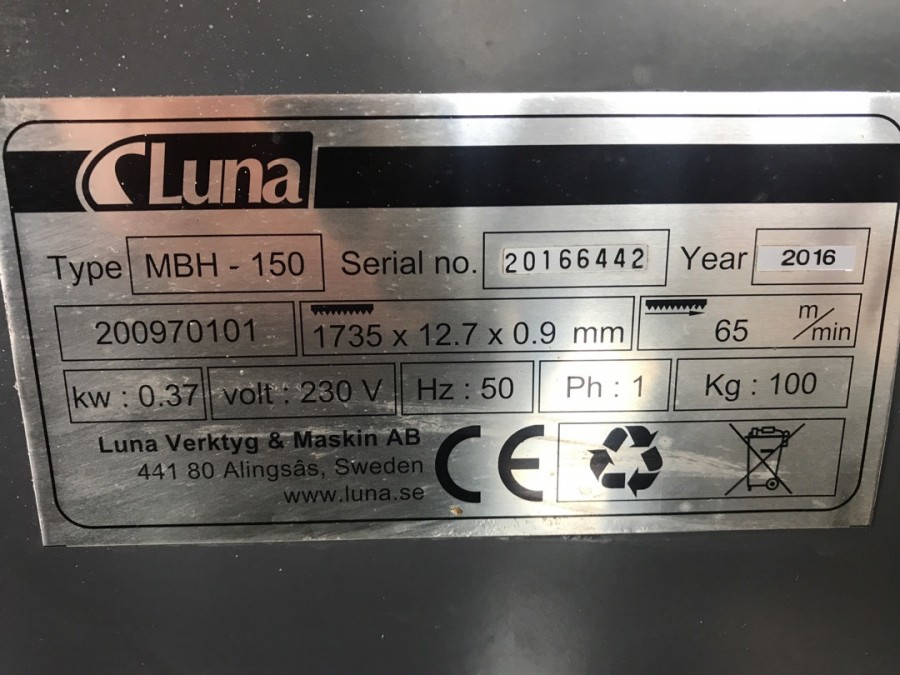 Luna
Type MBH - 150 Serial no. 20166442 Year 2016
200970101 1735 x 12.7 x 0.9 mm 65 m/min
kw : 0.37 volt : 230 V Hz : 50 Ph : 1 Kg : 100
Luna Verktyg & Maskin AB
441 80 Alingsås, Sweden
www.luna.se
CE